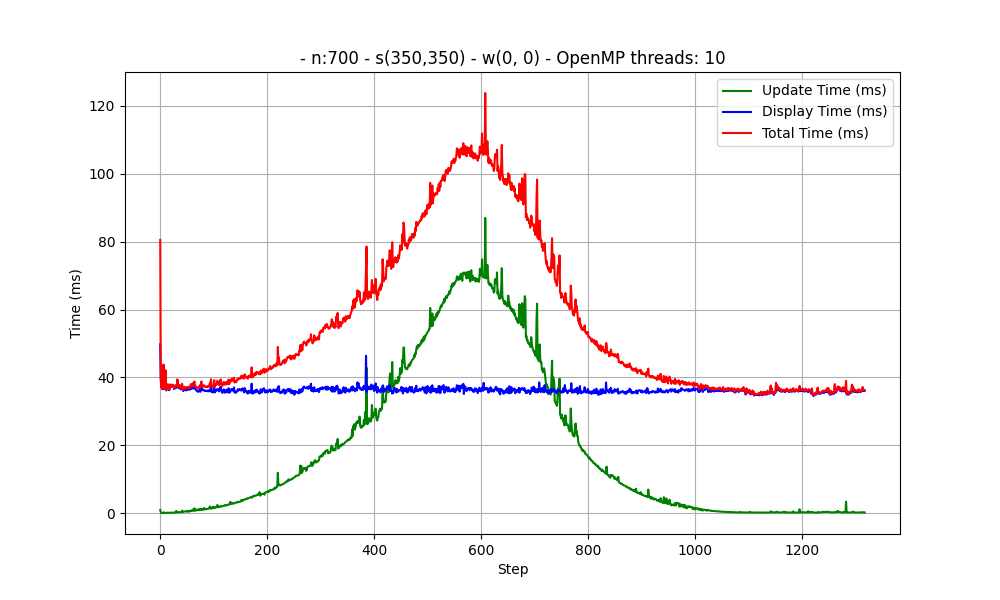 - n:700 - s(350,350) - w(0, 0) - OpenMP threads: 10
Update Time (ms)
Display Time (ms)
Total Time (ms)
Time (ms)
120
100
80
60
40
20
0
0 200 400 600 800 1000 1200
Step